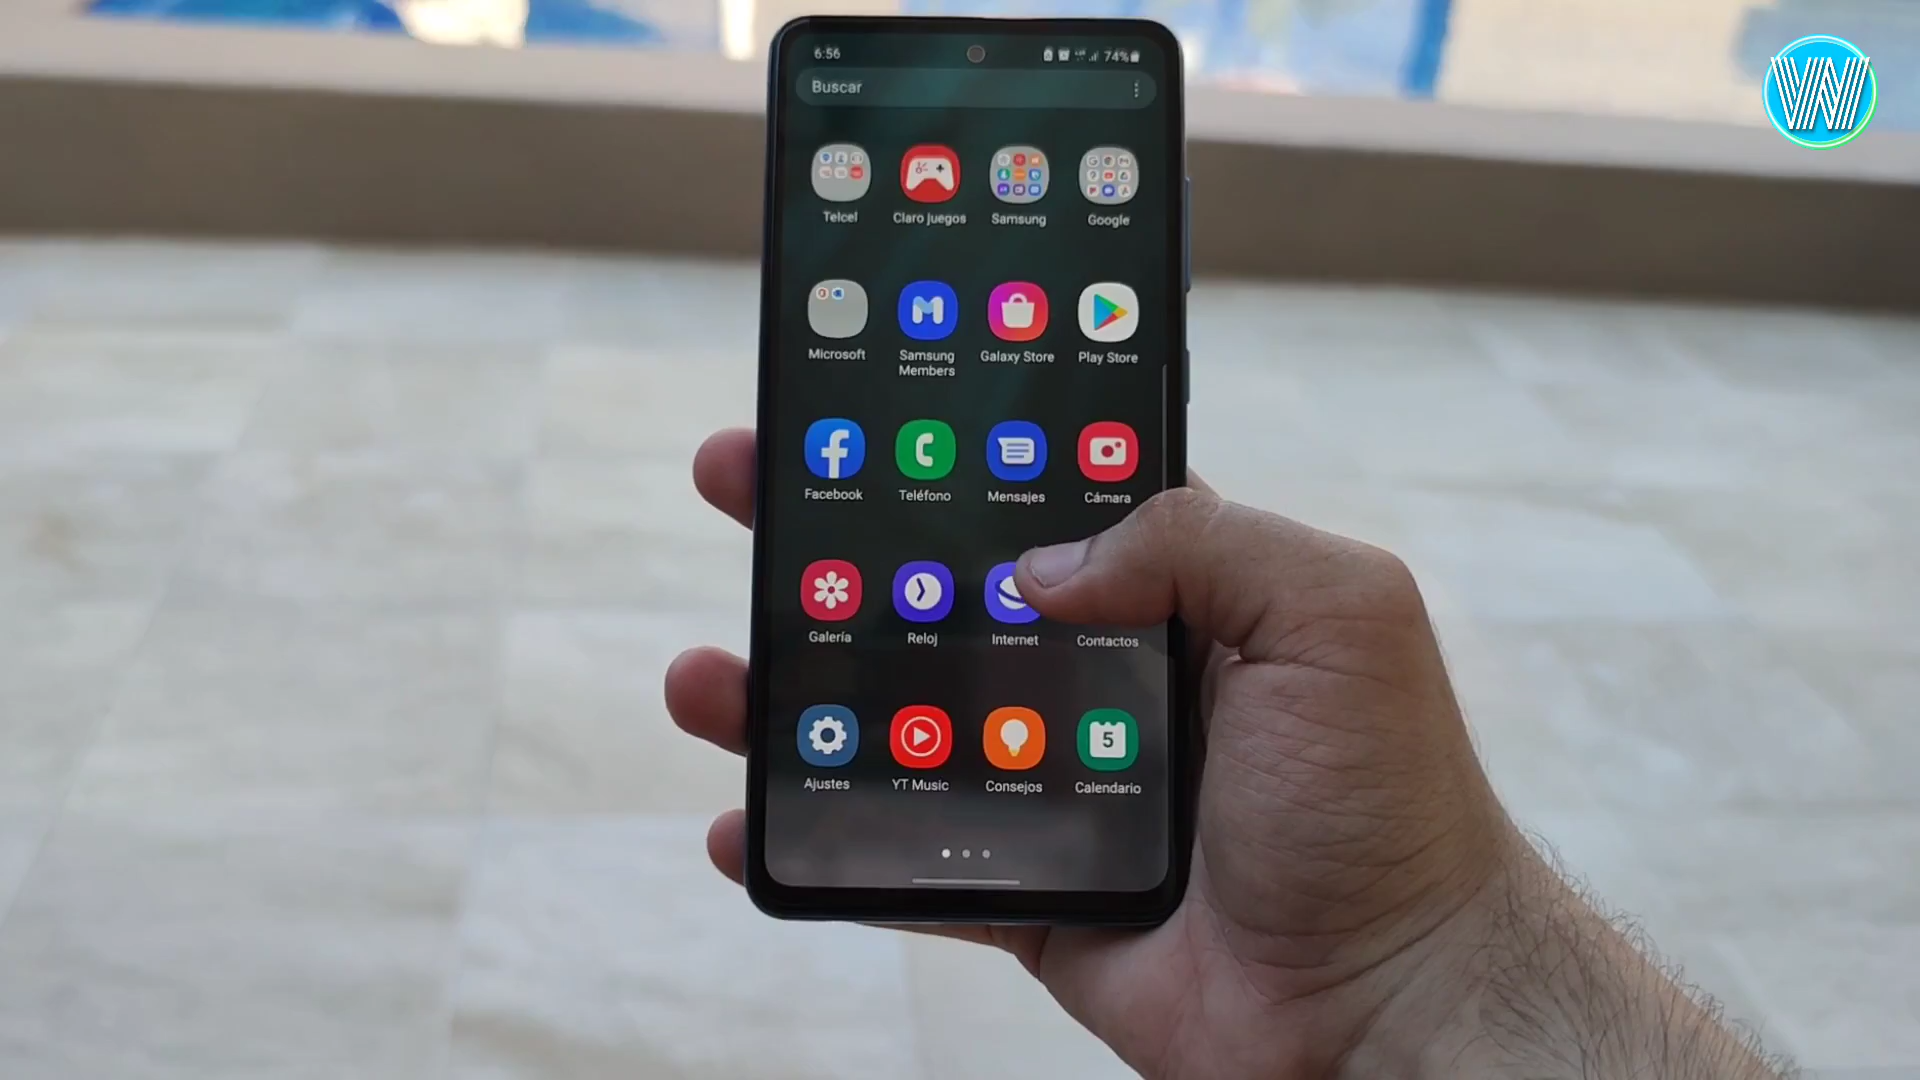 6:56
74%
Buscar
Telcel
Claro juegos
Samsung
Google
Microsoft
Samsung
Members
Galaxy Store
Play Store
Facebook
Teléfono
Mensajes
Cámara
Galería
Reloj
Internet
Contactos
5
Ajustes
YT Music
Consejos
Calendario
W